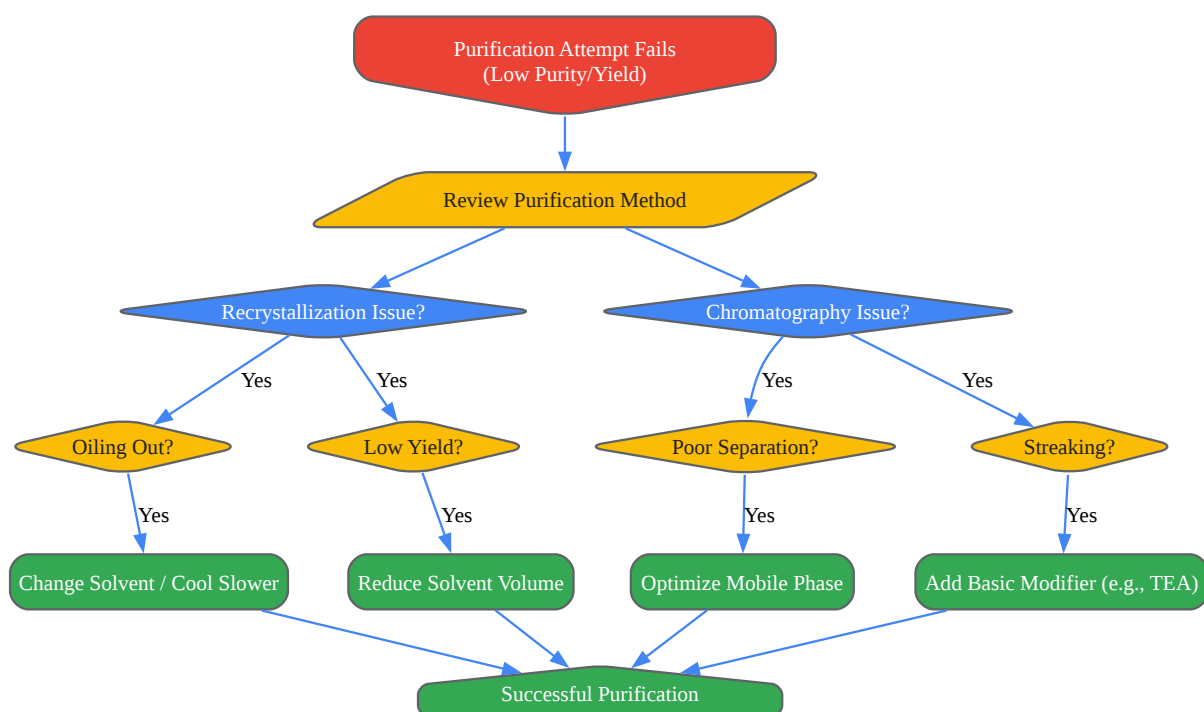 Purification Attempt Fails
(Low Purity/Yield)
Review Purification Method
Recrystallization Issue?
Chromatography Issue?
Yes
Yes
Yes
Yes
Oiling Out?
Low Yield?
Poor Separation?
Streaking?
Yes
Yes
Yes
Yes
Change Solvent / Cool Slower
Reduce Solvent Volume
Optimize Mobile Phase
Add Basic Modifier (e.g., TEA)
Successful Purification